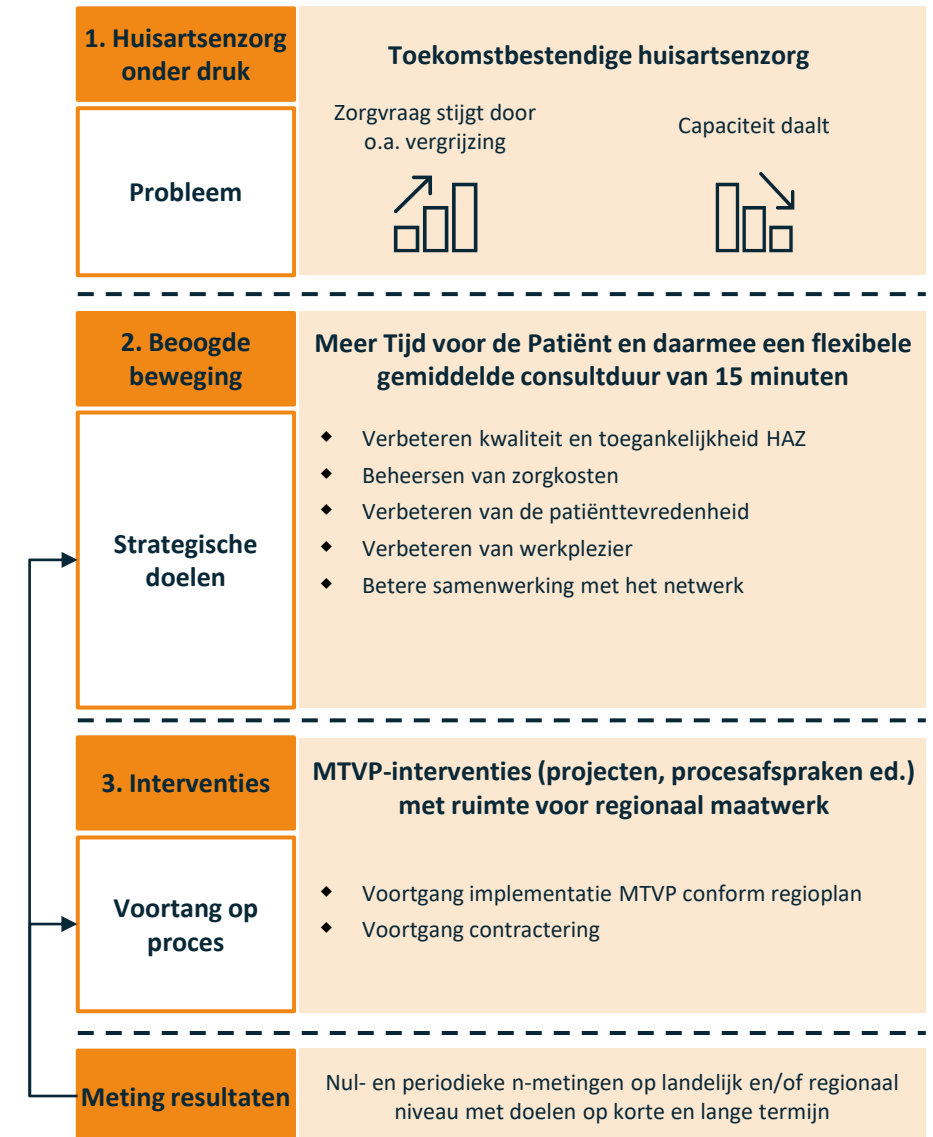 1. Huisartsenzorg
onder druk
Toekomstbestendige huisartsenzorg
Probleem
Zorgvraag stijgt door
o.a. vergrijzing
Capaciteit daalt
2. Beoogde
beweging
Meer Tijd voor de Patiënt en daarmee een flexibele
gemiddelde consultduur van 15 minuten
Strategische
doelen
◆ Verbeteren kwaliteit en toegankelijkheid HAZ
◆ Beheersen van zorgkosten
◆ Verbeteren van de patiënttevredenheid
◆ Verbeteren van werkplezier
◆ Betere samenwerking met het netwerk
3. Interventies
MTVP-interventies (projecten, procesafspraken ed.)
met ruimte voor regionaal maatwerk
Voortang op
proces
◆ Voortgang implementatie MTVP conform regioplan
◆ Voortgang contractering
Meting resultaten
Nul- en periodieke n-metingen op landelijk en/of regionaal
niveau met doelen op korte en lange termijn